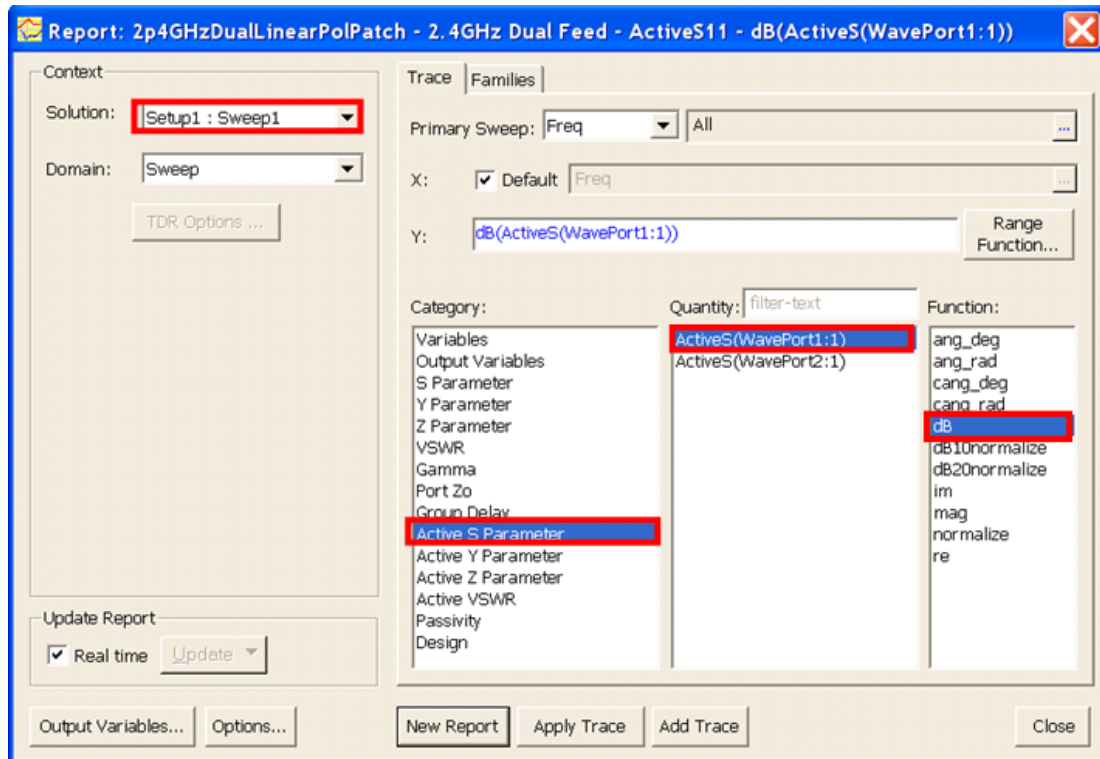 Report: 2p4GHzDualLinearPolPatch - 2.4GHz Dual Feed - ActiveS11 - dB(ActiveS(WavePort1:1))
Context
Solution: Setup1 : Sweep1
Domain: Sweep
TDR Options ...
Update Report
Real time Update
Output Variables... Options...
Trace Families
Primary Sweep: Freq All ...
X: Default Freq ...
Y: dB(ActiveS(WavePort1:1)) Range Function...
Category:
Variables
Output Variables
S Parameter
Y Parameter
Z Parameter
VSWR
Gamma
Port Zo
Group Delay
Active S Parameter
Active Y Parameter
Active Z Parameter
Active VSWR
Passivity
Design
Quantity: filter-text
ActiveS(WavePort1:1)
ActiveS(WavePort2:1)
Function:
ang_deg
ang_rad
cang_deg
cang_rad
dB
dB10normalize
dB20normalize
im
mag
normalize
re
New Report Apply Trace Add Trace Close